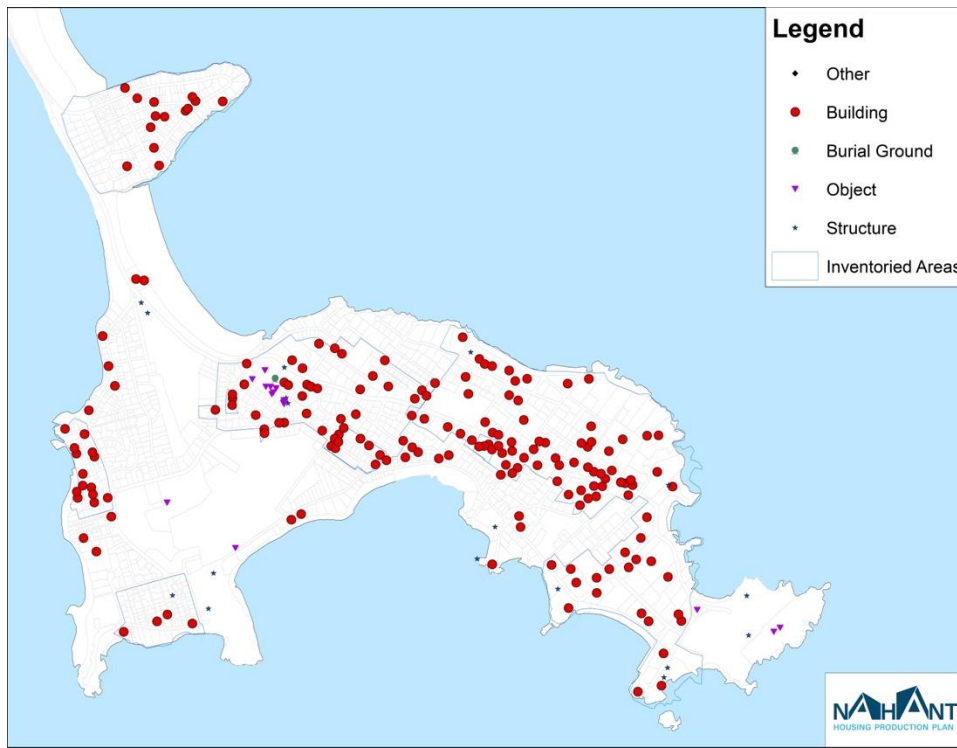 Legend
Other
Building
Burial Ground
Object
Structure
Inventoried Areas
NAHANT
HOUSING PRODUCTION PLAN